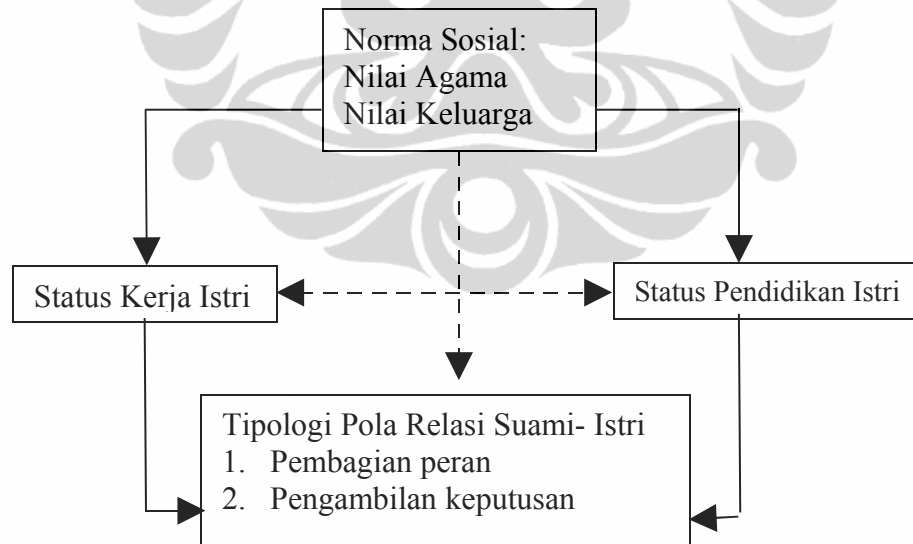 Norma Sosial:
Nilai Agama
Nilai Keluarga
Status Kerja Istri
Status Pendidikan Istri
Tipologi Pola Relasi Suami- Istri
1. Pembagian peran
2. Pengambilan keputusan